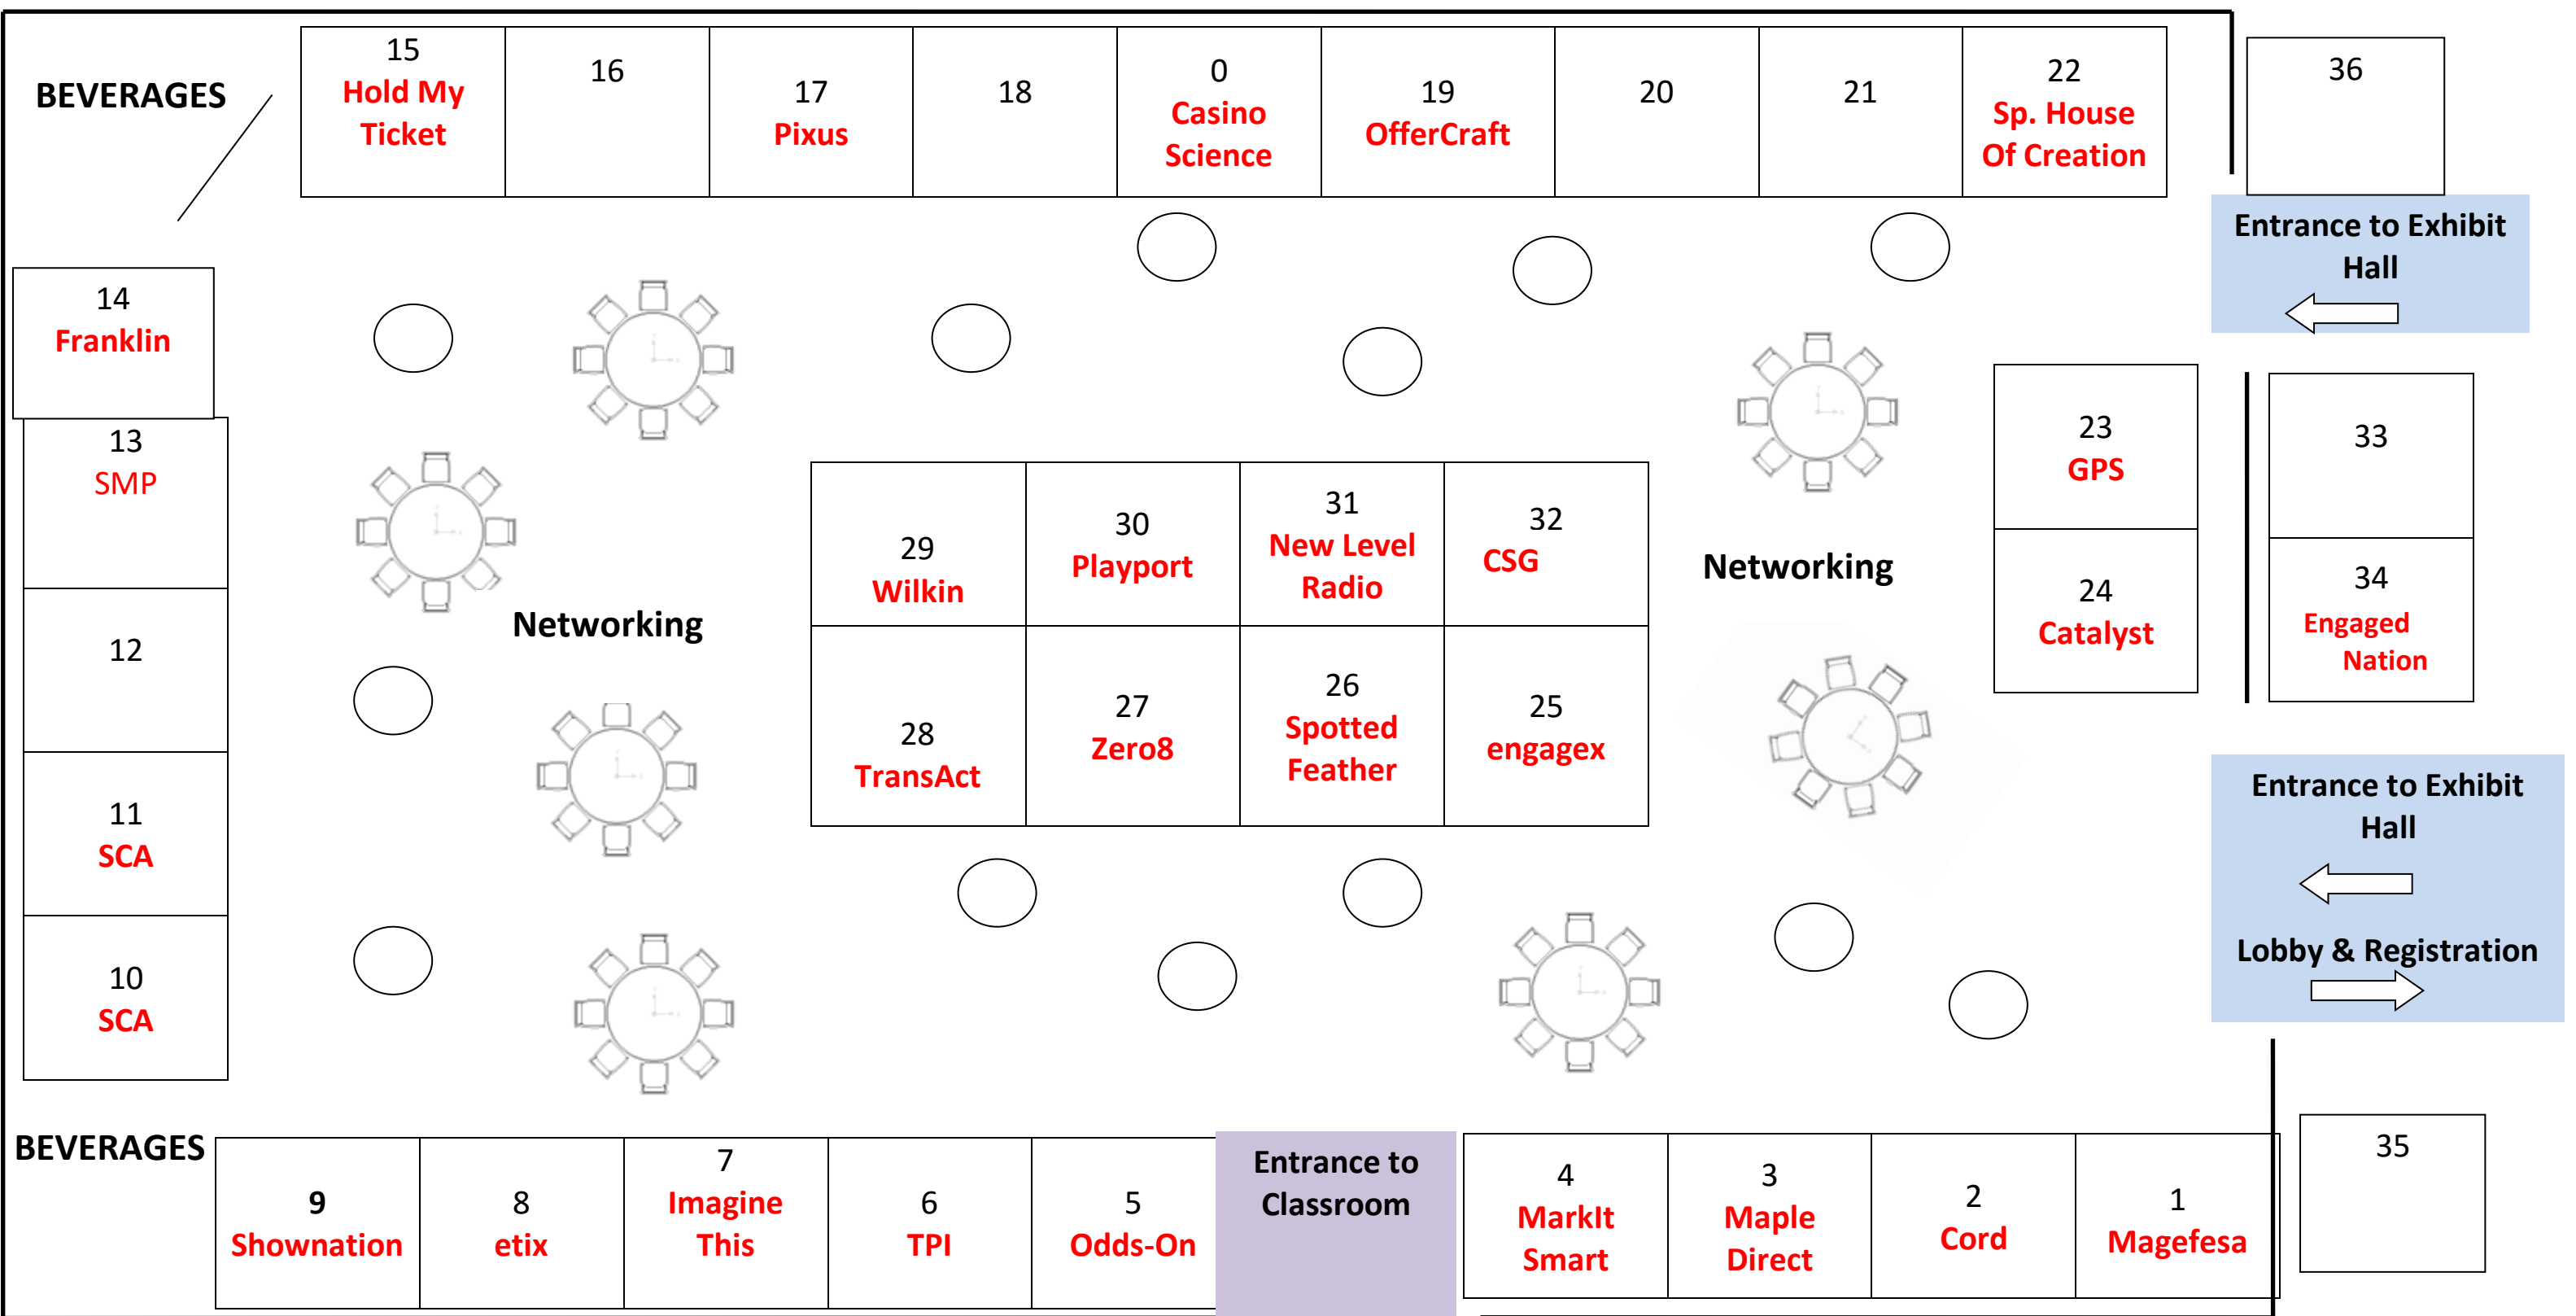 BEVERAGES
15
Hold My
Ticket
16
17
Pixus
18
0
Casino
Science
19
OfferCraft
20
21
22
Sp. House
Of Creation
36
Entrance to Exhibit
Hall
14
Franklin
13
SMP
12
11
SCA
10
SCA
Networking
29
Wilkin
30
Playport
31
New Level
Radio
32
CSG
28
TransAct
27
Zero8
26
Spotted
Feather
25
engagex
Networking
23
GPS
24
Catalyst
33
34
Engaged
Nation
Entrance to Exhibit
Hall
Lobby & Registration
BEVERAGES
9
Shownation
8
etix
7
Imagine
This
6
TPI
5
Odds-On
Entrance to
Classroom
4
MarkIt
Smart
3
Maple
Direct
2
Cord
1
Magefesa
35